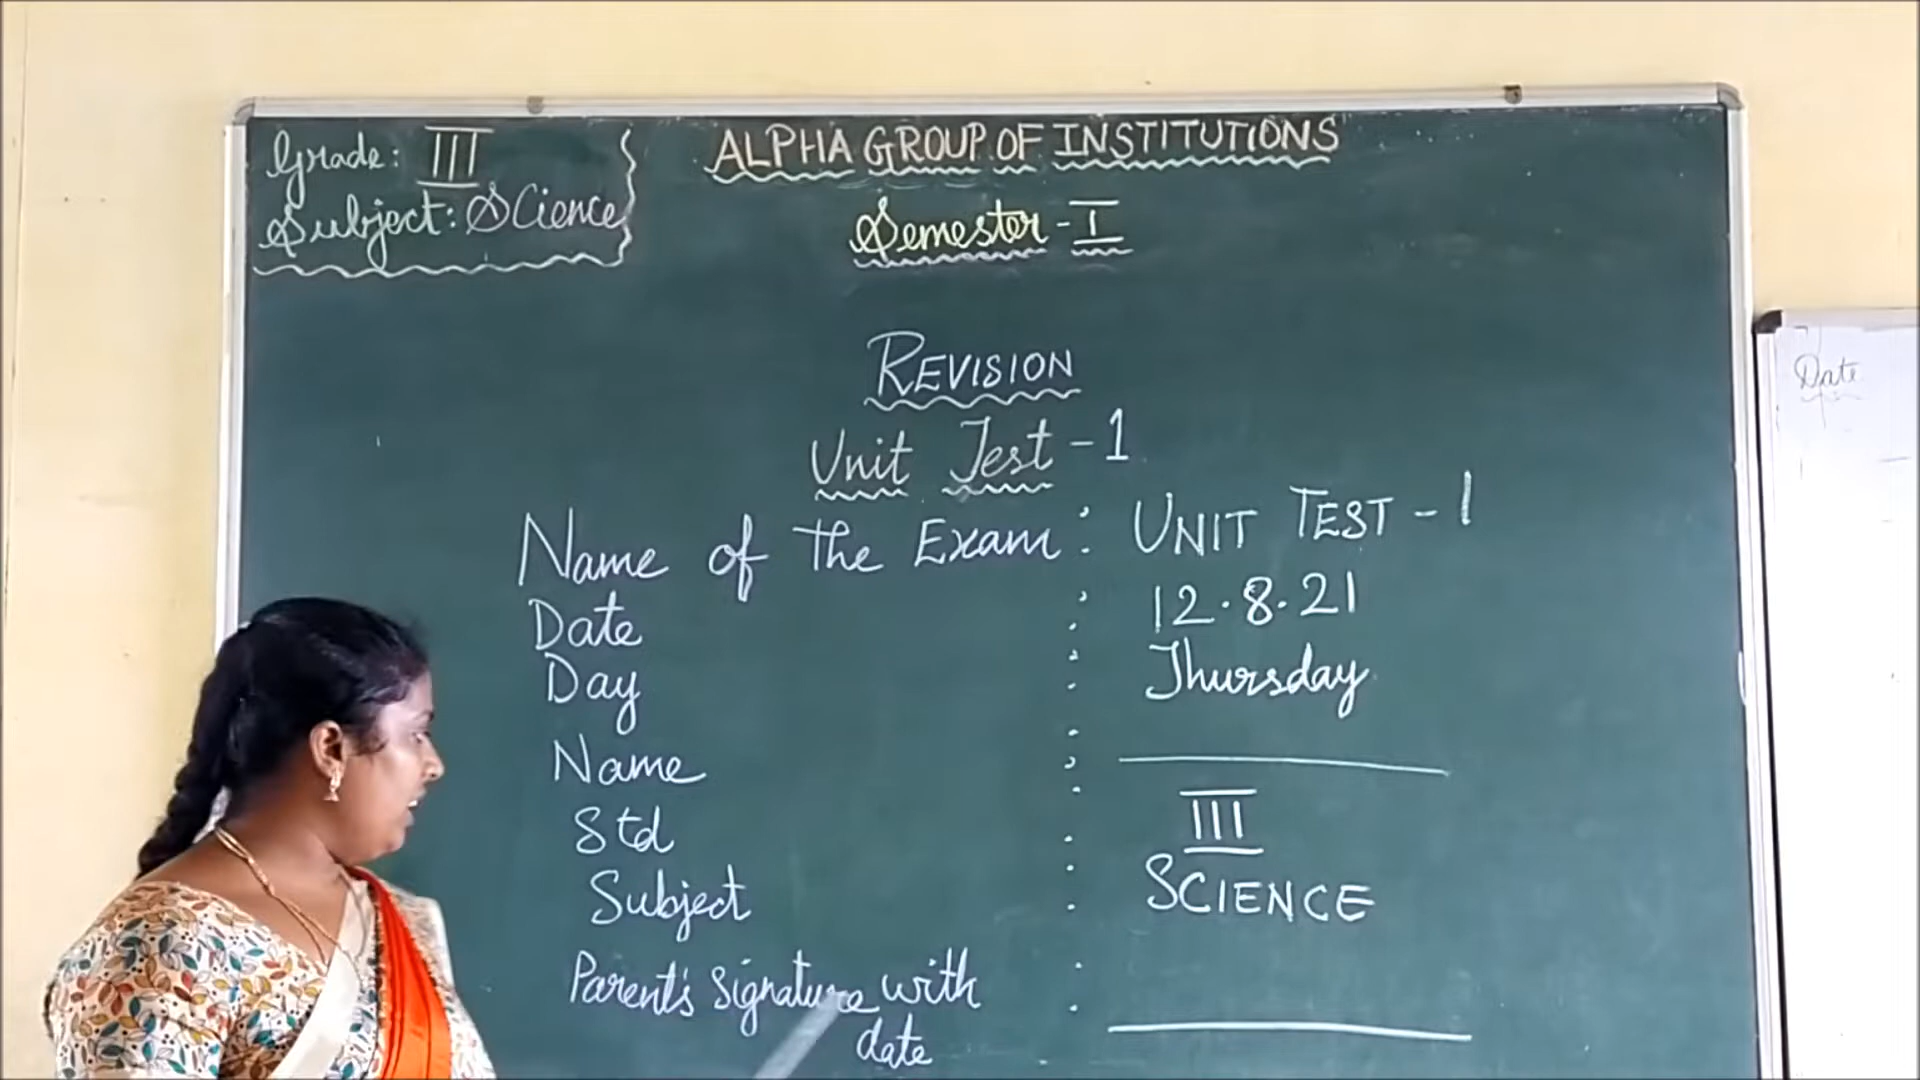 Grade: III
Subject: Science
ALPHA GROUP OF INSTITUTIONS
Semester - I
REVISION
Unit Test - 1
Name of the Exam : UNIT TEST - 1
Date : 12.8.21
Day : Thursday
Name :
Std : III
Subject : SCIENCE
Parent's Signature with : 
date
Date